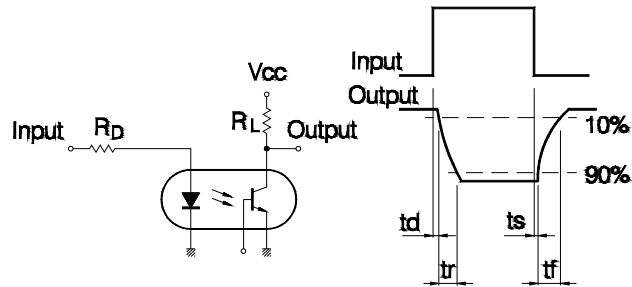 Vcc
RL
Input
RD
Output
Input
Output
10%
90%
td
ts
tr
tf